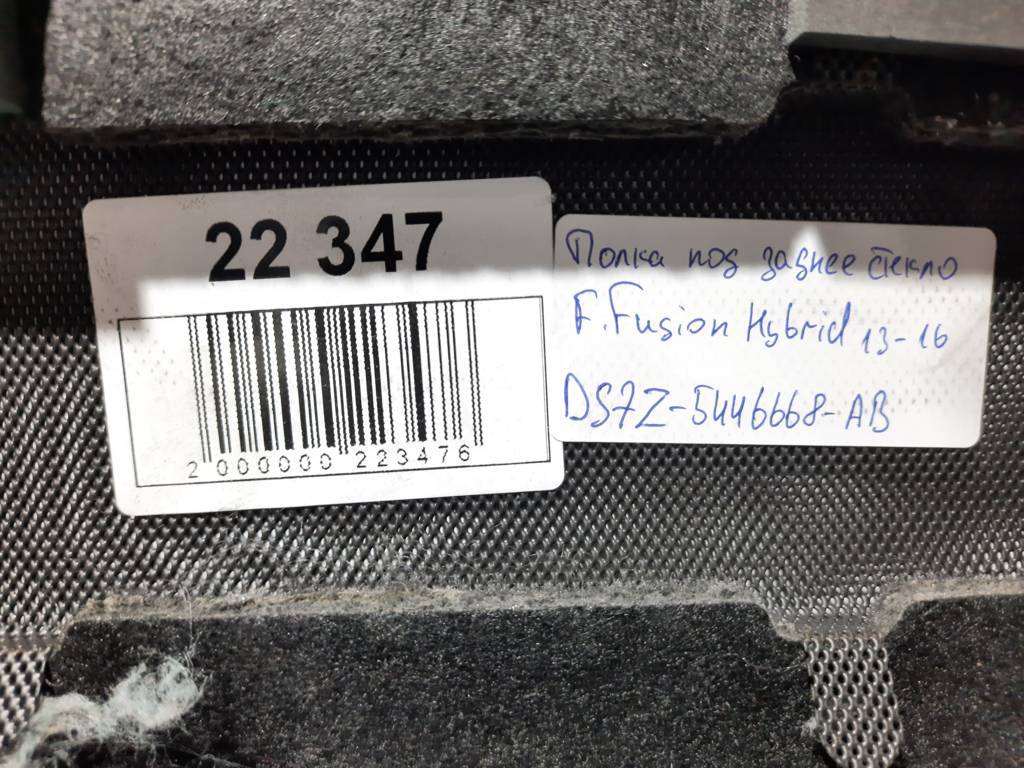 22 347
2 000000 223476
Полка под заднее стекло
F. Fusion Hybrid 13-16
DS7Z-5446668-AB